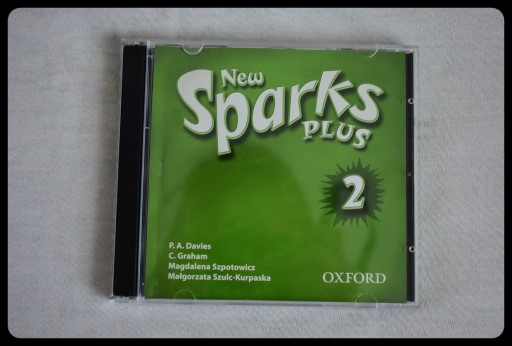 New
Sparks
PLUS
2
P. A. Davies
C. Graham
Magdalena Szpotowicz
Małgorzata Szulc-Kurpaska
OXFORD